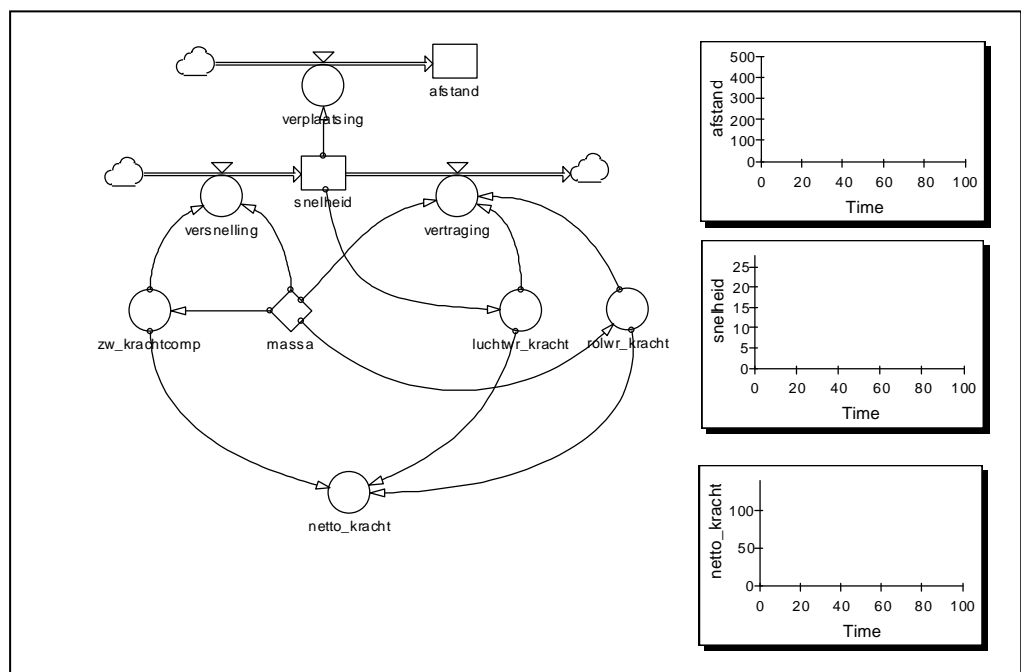 afstand
verplaatsing
snelheid
versnelling
vertraging
zw_krachtcomp
massa
luchtwr_kracht
rolwr_kracht
netto_kracht
afstand
500
400
300
200
100
0
0 20 40 60 80 100
Time
snelheid
25
20
15
10
5
0
0 20 40 60 80 100
Time
netto_kracht
100
50
0
0 20 40 60 80 100
Time